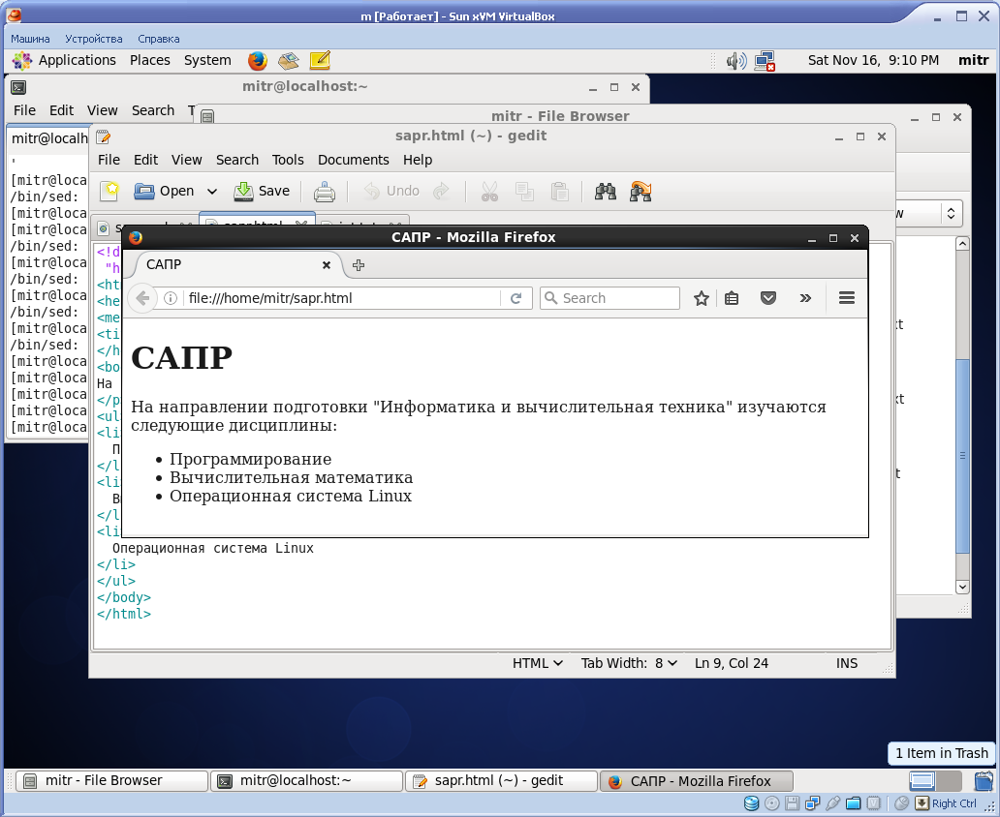 m [Работает] - Sun xVM VirtualBox
Машина Устройства Справка
Applications Places System Sat Nov 16, 9:10 PM mitr
mitr@localhost:~
File Edit View Search T
mitr - File Browser
mitr@localh
sapr.html (~) - gedit
File Edit View Search Tools Documents Help
Open Save Undo
'
[mitr@loca
/bin/sed:
[mitr@loca
[mitr@loca
/bin/sed:
[mitr@loca
/bin/sed:
[mitr@loca
/bin/sed:
[mitr@loca
/bin/sed:
[mitr@loca
[mitr@loca
[mitr@loca
[mitr@loca
[mitr@loca
САПР - Mozilla Firefox
САПР
file:///home/mitr/sapr.html Search
САПР
На направлении подготовки "Информатика и вычислительная техника" изучаются
следующие дисциплины:
Программирование
Вычислительная математика
Операционная система Linux
<!d
"h
<ht
<he
<me
<ti
</h
<bo
На
</p
<ul
<li
П
</l
<li
В
</l
<li
Операционная система Linux
</li>
</ul>
</body>
</html>
HTML Tab Width: 8 Ln 9, Col 24 INS
1 Item in Trash
mitr - File Browser mitr@localhost:~ sapr.html (~) - gedit САПР - Mozilla Firefox
Right Ctrl